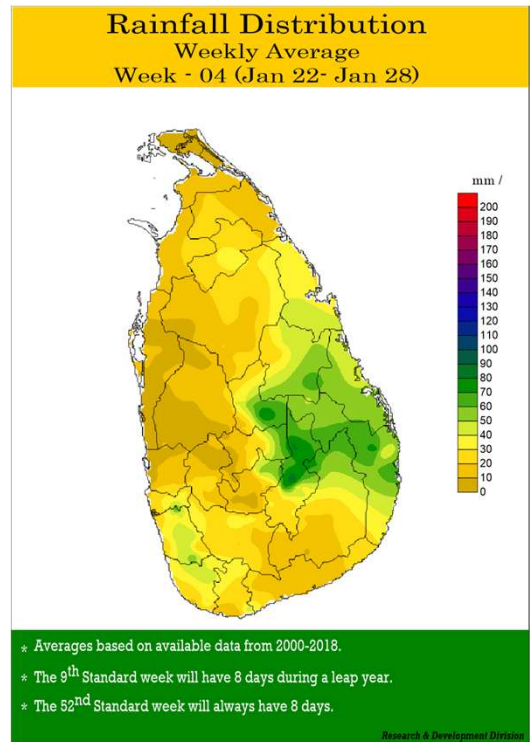 Rainfall Distribution
Weekly Average
Week - 04 (Jan 22- Jan 28)
mm /
200
190
180
170
160
150
140
130
120
110
100
90
80
70
60
50
40
30
20
10
0
* Averages based on available data from 2000-2018.
* The 9th Standard week will have 8 days during a leap year.
* The 52nd Standard week will always have 8 days.
Research & Development Division